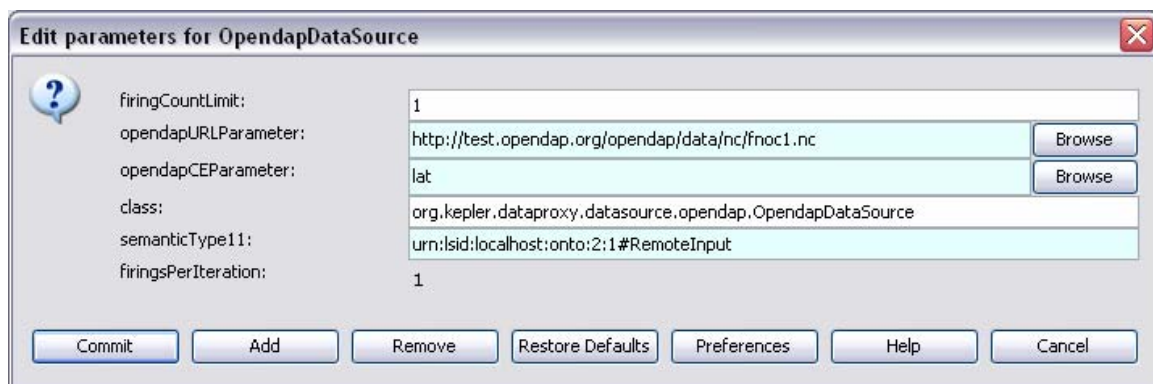 Edit parameters for OpendapDataSource
firingCountLimit: 1
opendapURLParameter: http://test.opendap.org/opendap/data/nc/fnoc1.nc Browse
opendapCEParameter: lat Browse
class: org.kepler.dataproxy.datasource.opendap.OpendapDataSource
semanticType11: urn:lsid:localhost:onto:2:1#RemoteInput
firingsPerIteration: 1
Commit Add Remove Restore Defaults Preferences Help Cancel